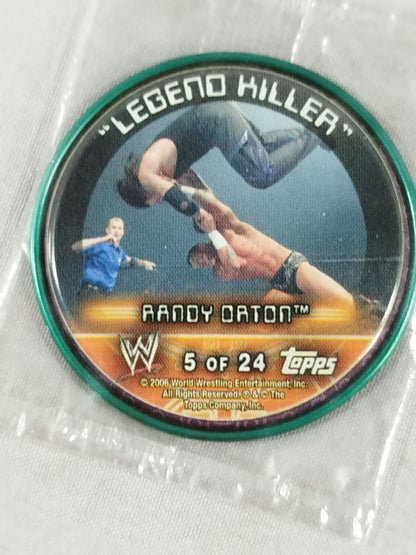 "LEGEND KILLER"
RANDY ORTON™
W 5 OF 24 topps
© 2006 World Wrestling Entertainment, Inc.
All Rights Reserved. ® & © The
Topps Company, Inc.